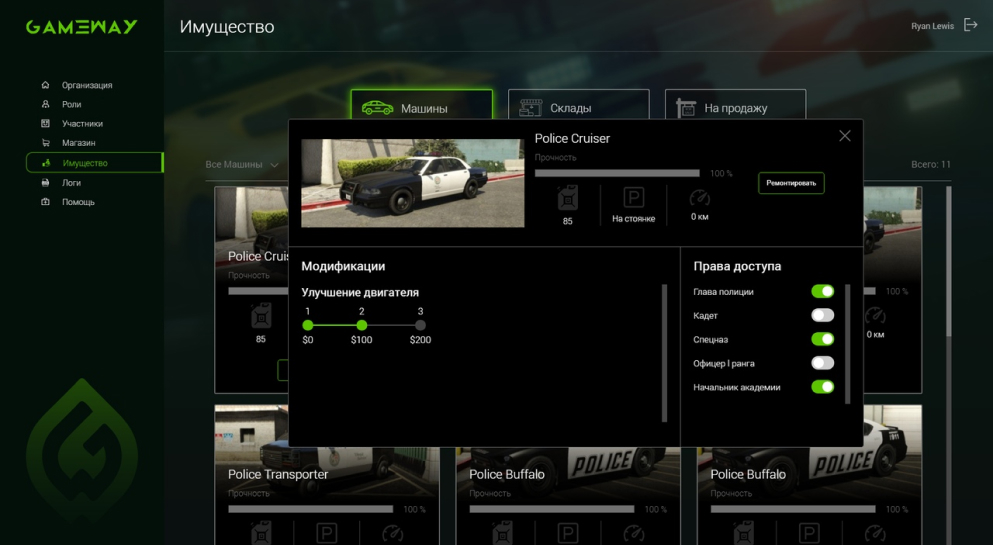 GAMEWAY
Имущество
Ryan Lewis
Организация
Роли
Участники
Магазин
Имущество
Логи
Помощь
Машины
Склады
На продажу
Все Машины
Всего: 11
Police Cruiser
Прочность
100 %
Ремонтировать
85
На стоянке
0 км
Модификации
Улучшение двигателя
1 2 3
$0 $100 $200
Права доступа
Глава полиции
Кадет
Спецназ
Офицер I ранга
Начальник академии
Police Cruis
Прочность
85
100 %
0 км
Police Transporter
Прочность
100 %
POLICE
Police Buffalo
Прочность
100 %
POLICE
Police Buffalo
Прочность
100 %